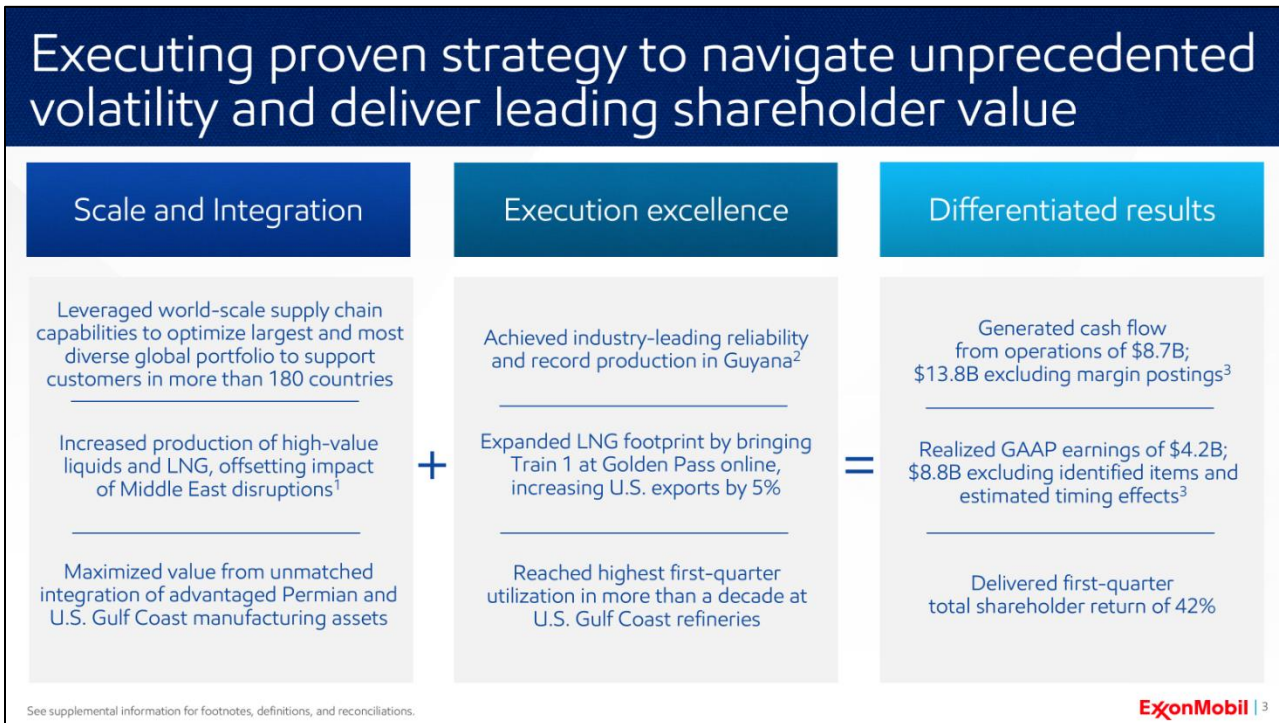 Executing proven strategy to navigate unprecedented
volatility and deliver leading shareholder value
Scale and Integration
Leveraged world-scale supply chain
capabilities to optimize largest and most
diverse global portfolio to support
customers in more than 180 countries
Increased production of high-value
liquids and LNG, offsetting impact
of Middle East disruptions¹
Maximized value from unmatched
integration of advantaged Permian and
U.S. Gulf Coast manufacturing assets
+
Execution excellence
Achieved industry-leading reliability
and record production in Guyana²
Expanded LNG footprint by bringing
Train 1 at Golden Pass online,
increasing U.S. exports by 5%
Reached highest first-quarter
utilization in more than a decade at
U.S. Gulf Coast refineries
=
Differentiated results
Generated cash flow
from operations of $8.7B;
$13.8B excluding margin postings³
Realized GAAP earnings of $4.2B;
$8.8B excluding identified items and
estimated timing effects³
Delivered first-quarter
total shareholder return of 42%
See supplemental information for footnotes, definitions, and reconciliations.
ExxonMobil | 3